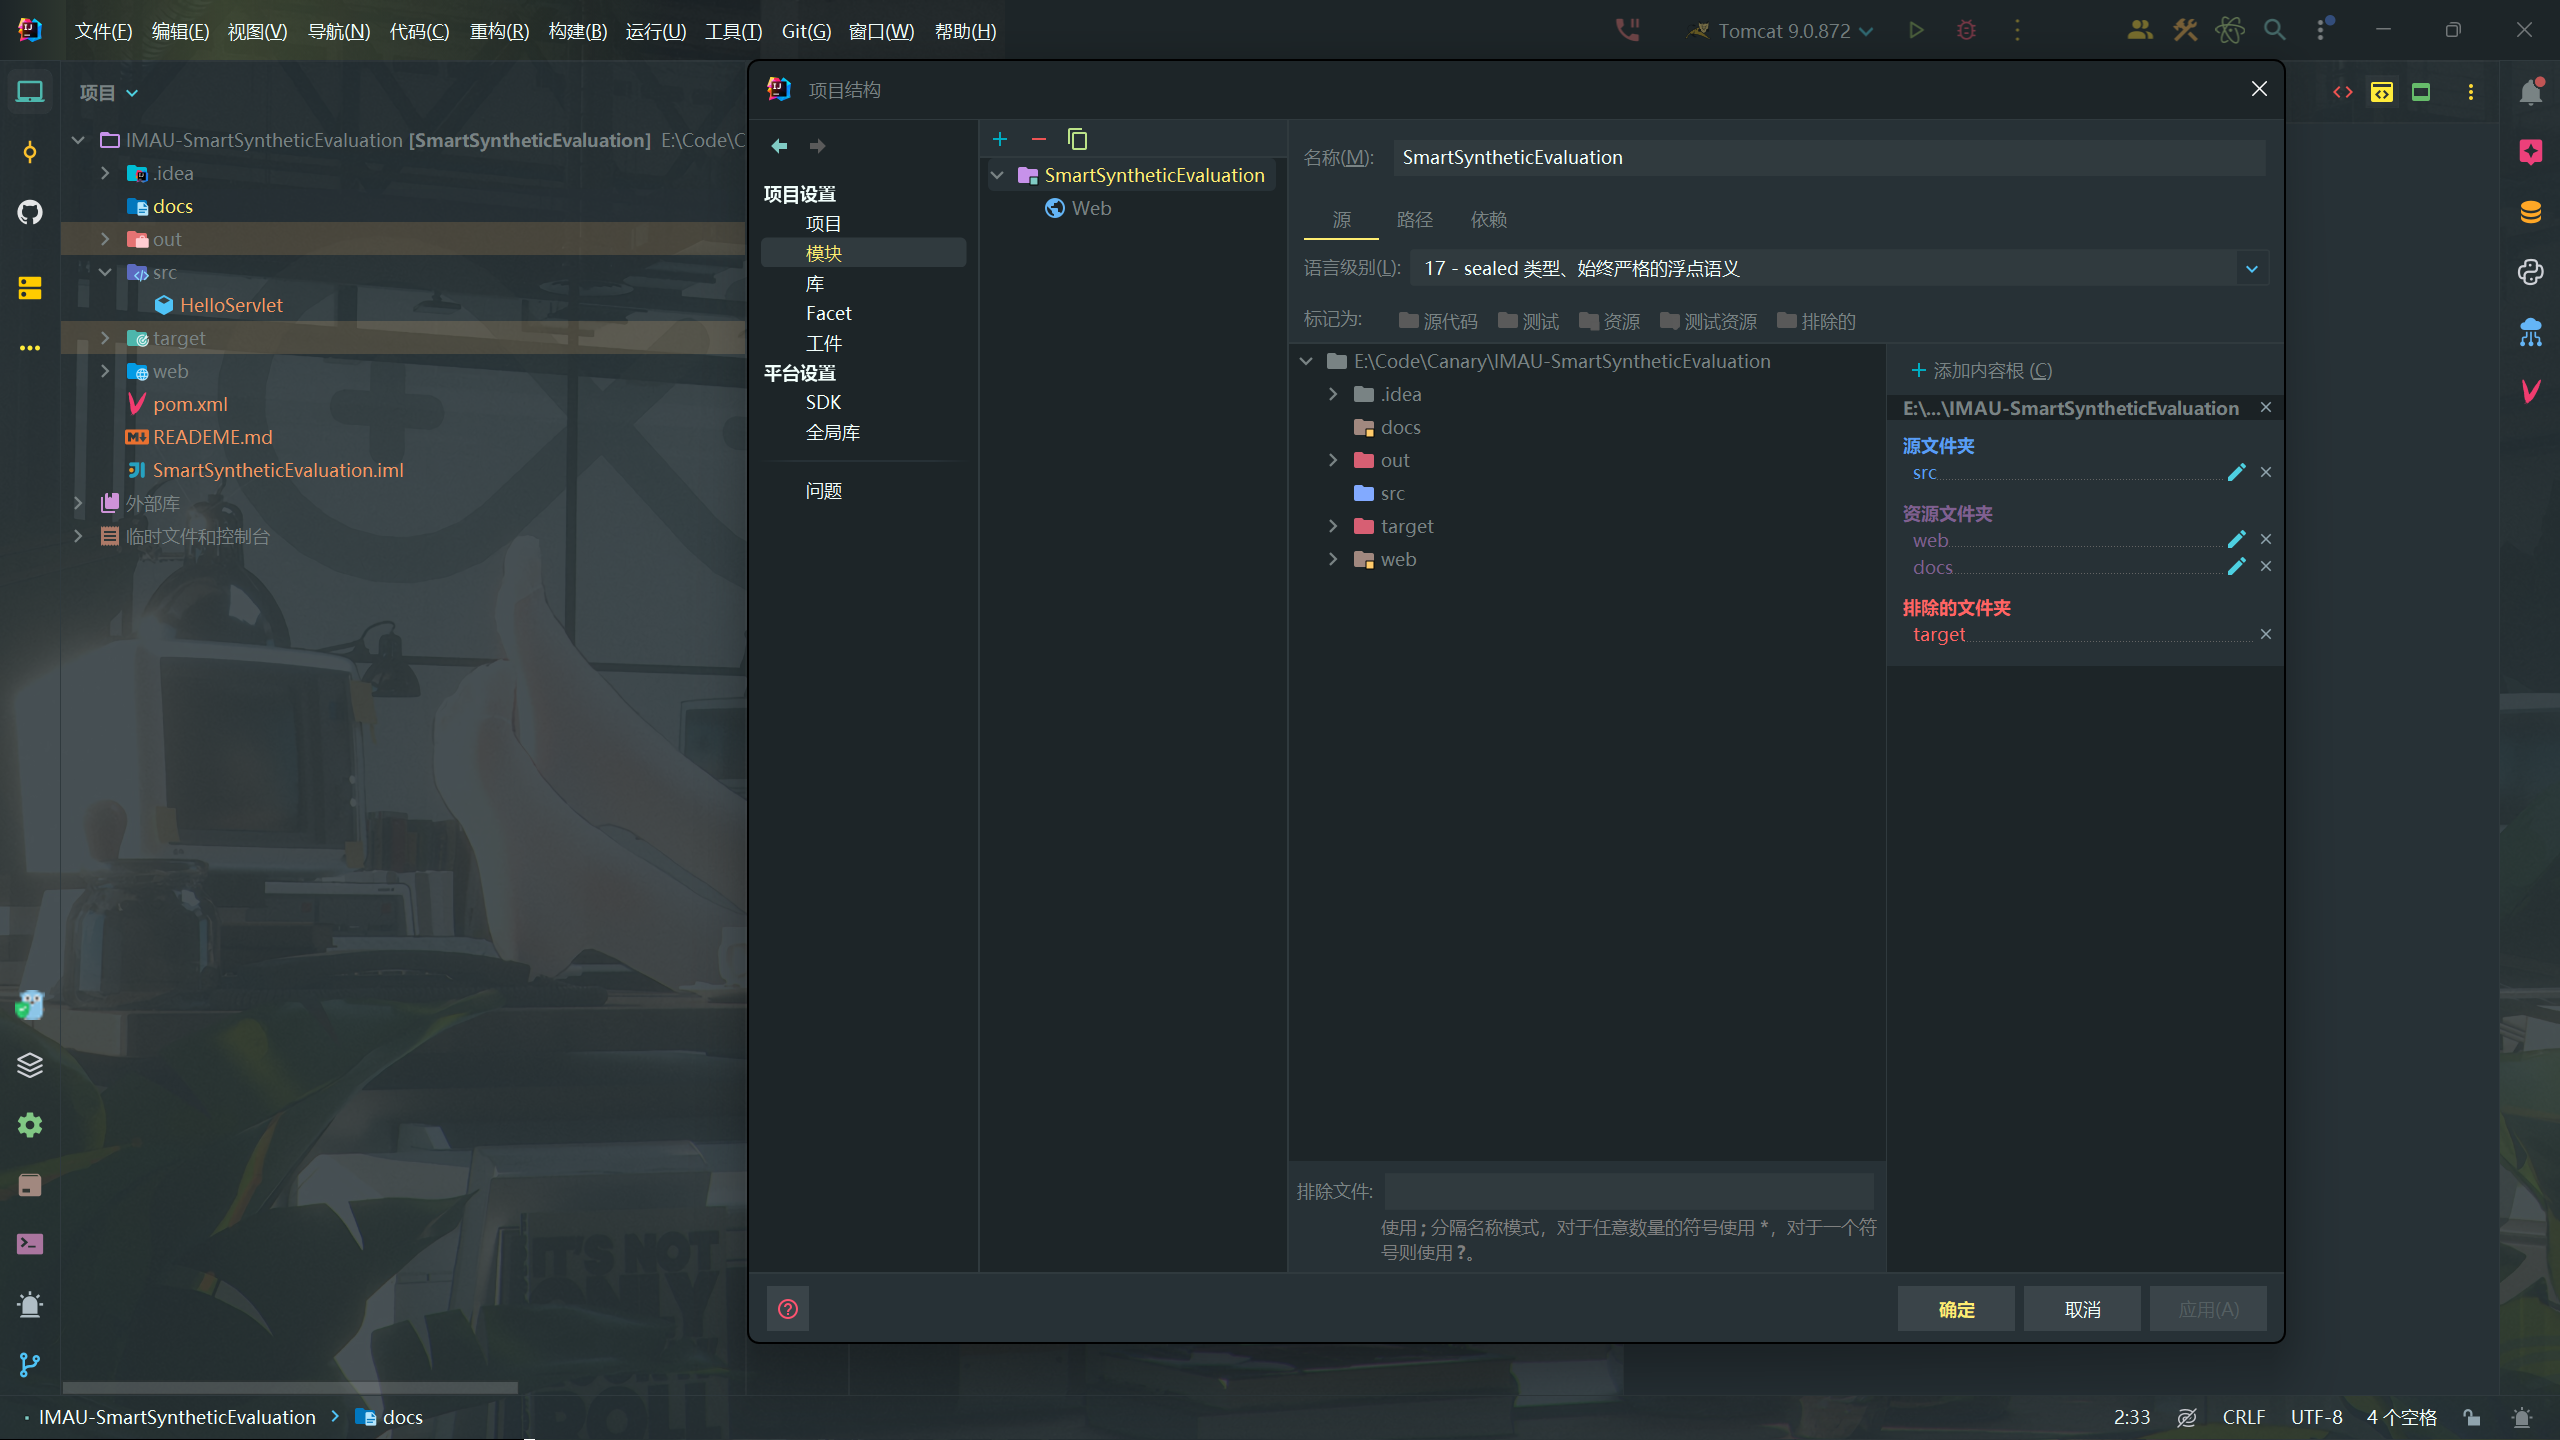 文件(F) 编辑(E) 视图(V) 导航(N) 代码(C) 重构(R) 构建(B) 运行(U) 工具(T) Git(G) 窗口(W) 帮助(H)
Tomcat 9.0.872
项目
IMAU-SmartSyntheticEvaluation [SmartSyntheticEvaluation] E:\Code\C
.idea
docs
out
src
HelloServlet
target
web
pom.xml
READEME.md
SmartSyntheticEvaluation.iml
外部库
临时文件和控制台
项目结构
项目设置
项目
模块
库
Facet
工件
平台设置
SDK
全局库
问题
SmartSyntheticEvaluation
Web
名称(M): SmartSyntheticEvaluation
源 路径 依赖
语言级别(L): 17 - sealed 类型、始终严格的浮点语义
标记为: 源代码 测试 资源 测试资源 排除的
E:\Code\Canary\IMAU-SmartSyntheticEvaluation
.idea
docs
out
src
target
web
添加内容根 (C)
E:\...\IMAU-SmartSyntheticEvaluation
源文件夹
src
资源文件夹
web
docs
排除的文件夹
target
排除文件:
使用 ; 分隔名称模式，对于任意数量的符号使用 *，对于一个符
号则使用 ?。
确定 取消 应用(A)
IT'S NOT
ONLY
ROLL
IMAU-SmartSyntheticEvaluation > docs
2:33 CRLF UTF-8 4 个空格